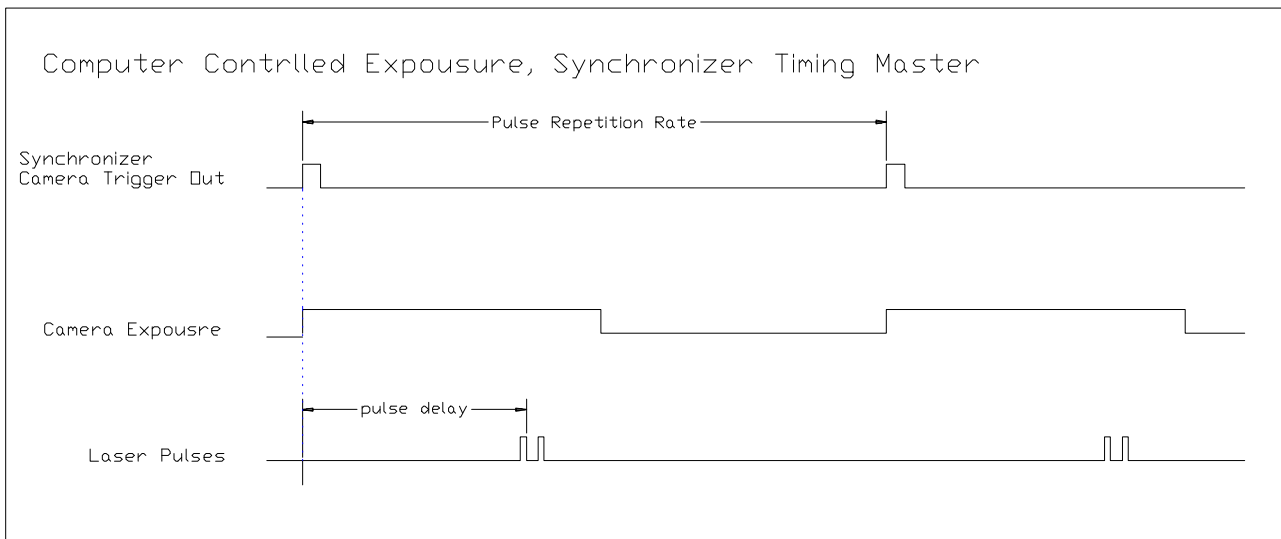 Computer Contrlled Expousure, Synchronizer Timing Master
Pulse Repetition Rate
Synchronizer
Camera Trigger Out
Camera Expousre
pulse delay
Laser Pulses